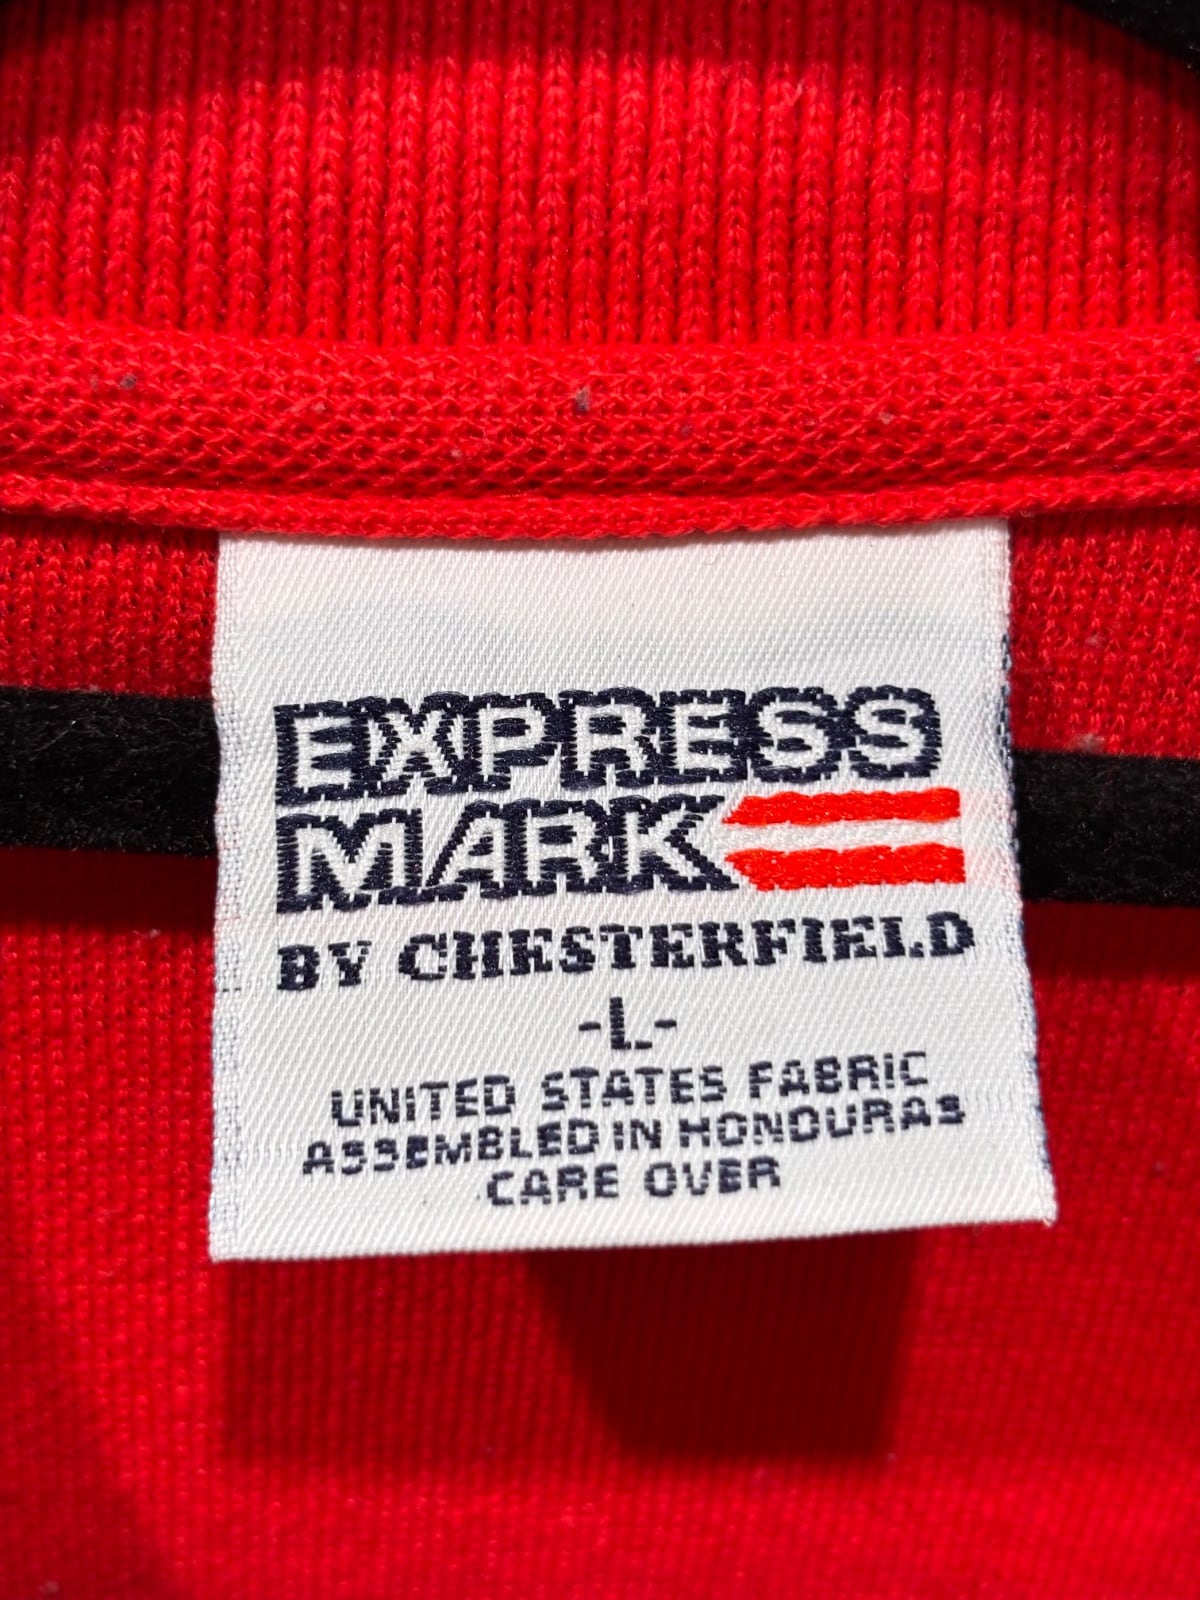 EXPRESS
MARK
BY CHESTERFIELD
-L-
UNITED STATES FABRIC
ASSEMBLED IN HONDURAS
CARE OVER